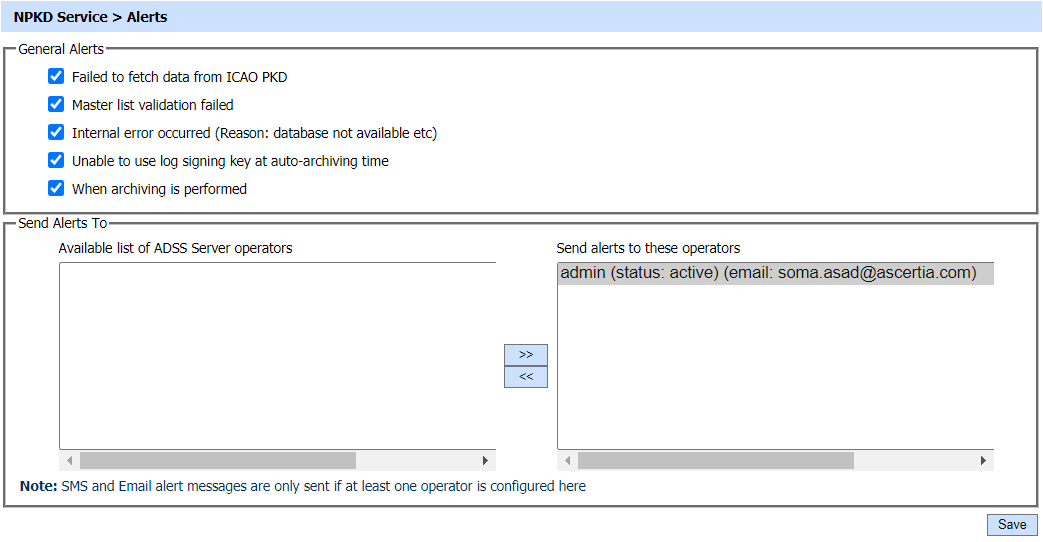 NPKD Service > Alerts
General Alerts
Failed to fetch data from ICAO PKD
Master list validation failed
Internal error occurred (Reason: database not available etc)
Unable to use log signing key at auto-archiving time
When archiving is performed
Send Alerts To
Available list of ADSS Server operators
Send alerts to these operators
admin (status: active) (email: soma.asad@ascertia.com)
>>
<<
Note: SMS and Email alert messages are only sent if at least one operator is configured here
Save